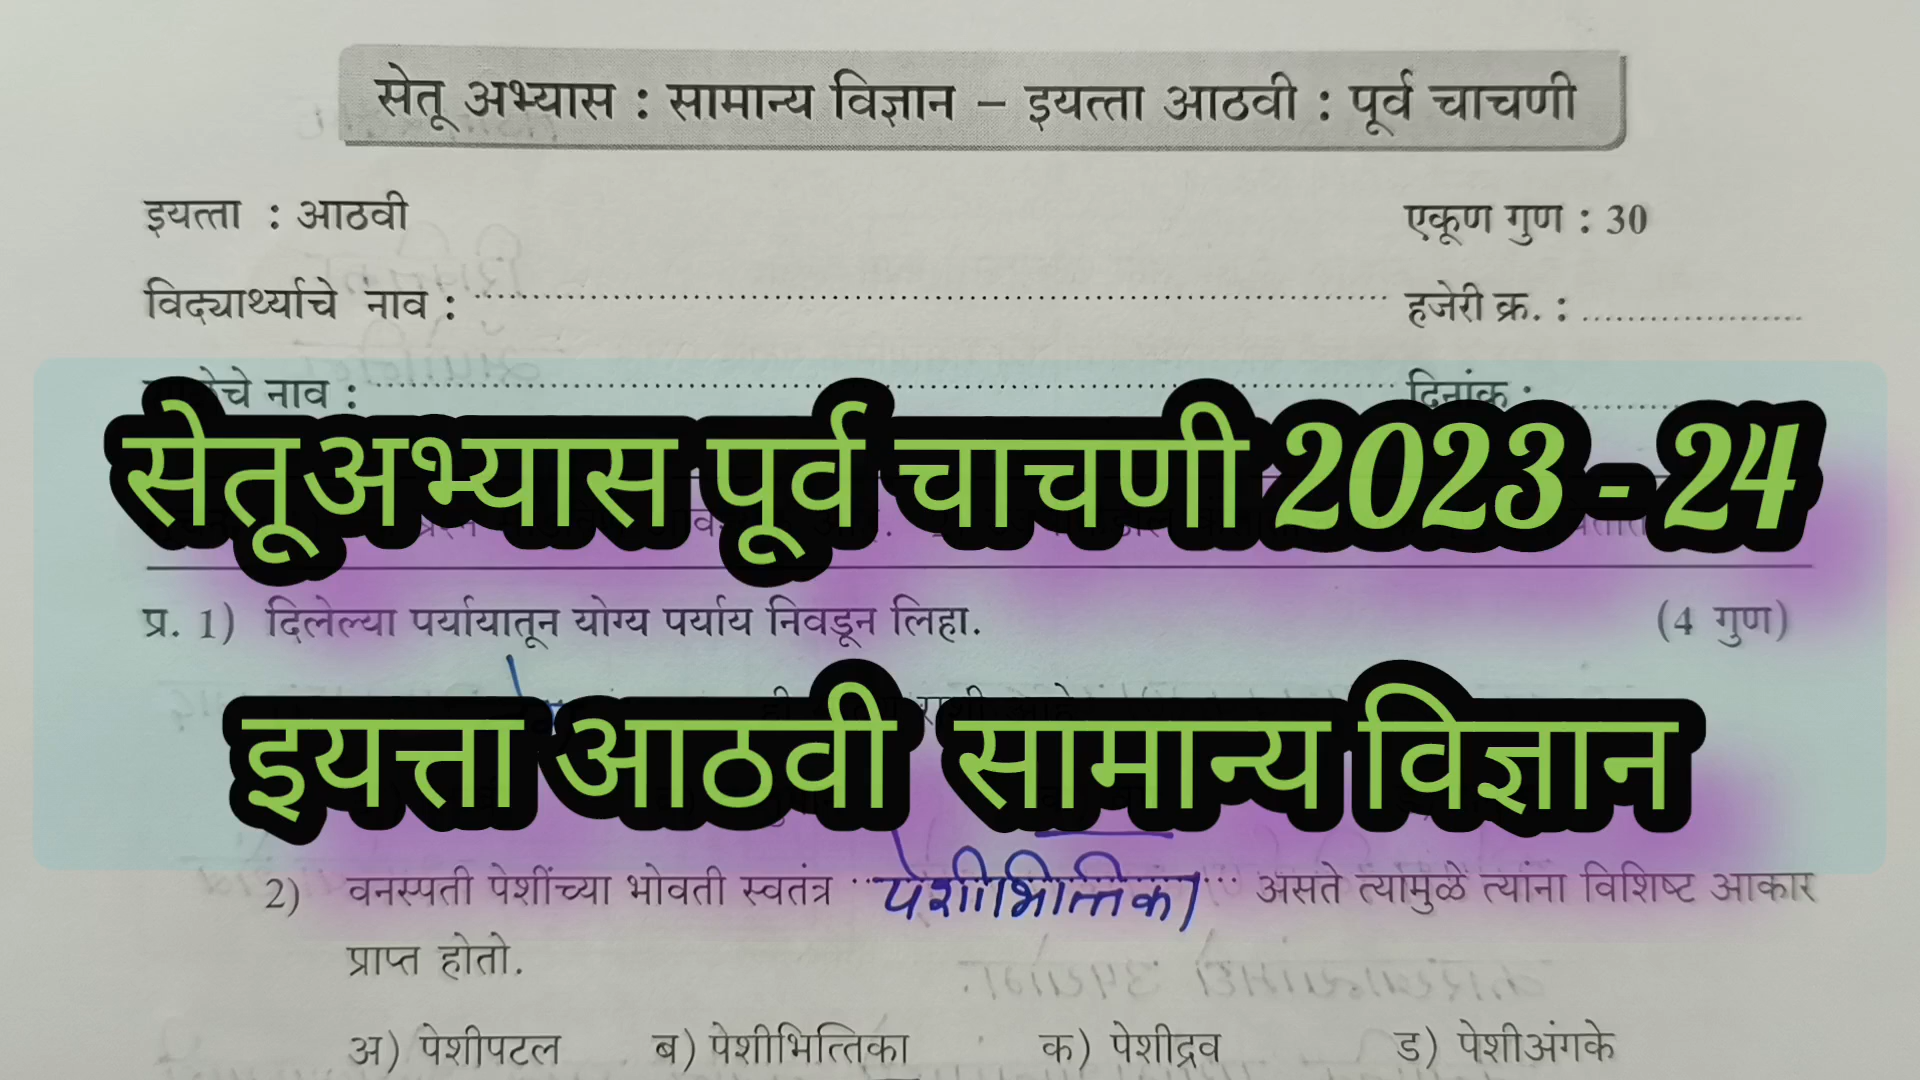 सेतू अभ्यास : सामान्य विज्ञान – इयत्ता आठवी : पूर्व चाचणी
इयत्ता : आठवी
एकूण गुण : 30
विद्यार्थ्याचे नाव :
हजेरी क्र. :
चे नाव :
दिनांक :
सेतूअभ्यास पूर्व चाचणी 2023 - 24
प्र. 1) दिलेल्या पर्यायातून योग्य पर्याय निवडून लिहा. (4 गुण)
इयत्ता आठवी सामान्य विज्ञान
2) वनस्पती पेशींच्या भोवती स्वतंत्र पेशीभित्तिका असते त्यामुळे त्यांना विशिष्ट आकार
प्राप्त होतो.
अ) पेशीपटल ब) पेशीभित्तिका क) पेशीद्रव ड) पेशीअंगके